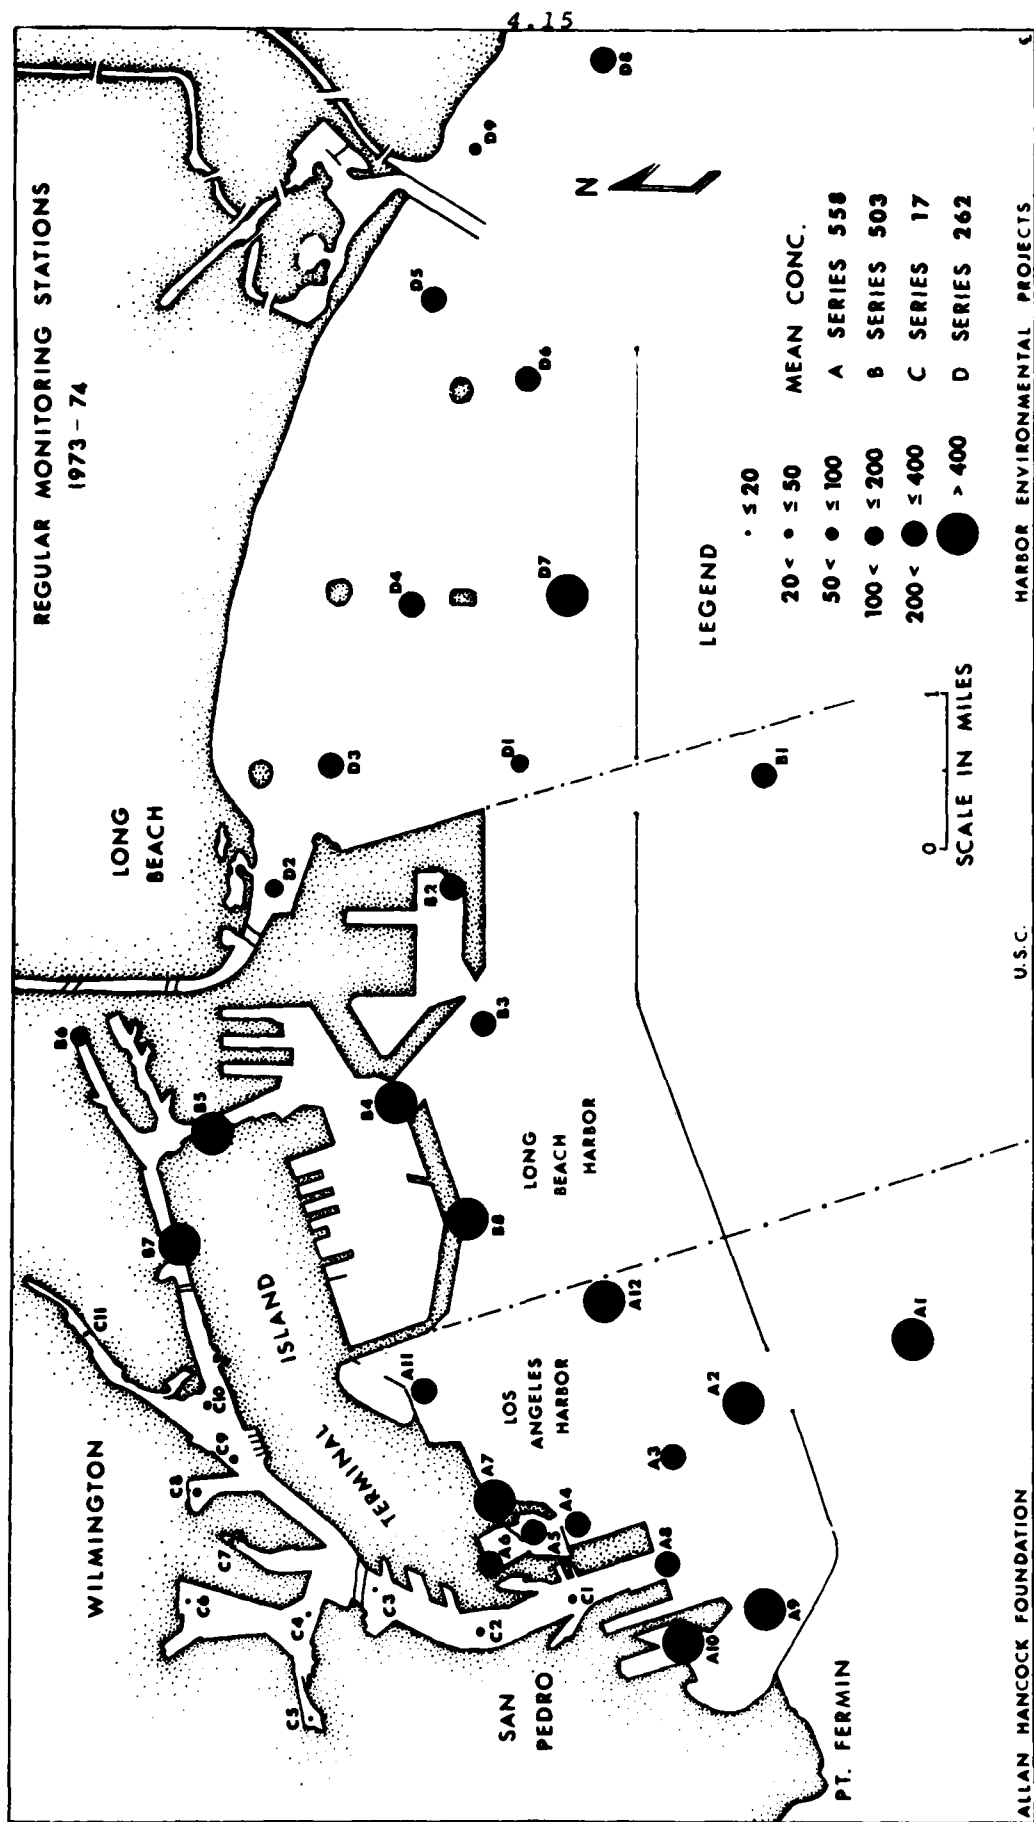 4.15
REGULAR MONITORING STATIONS
1973 - 74
LONG
BEACH
WILMINGTON
TERMINAL
ISLAND
SAN
PEDRO
PT. FERMIN
LOS
ANGELES
HARBOR
LONG
BEACH
HARBOR
C5
C6
C4
C7
C8
C9
C10
C11
C3
C2
C1
B7
B5
B6
B4
B8
B3
B2
B1
A10
A9
A8
A6
A5
A4
A7
A3
A11
A2
A12
A1
D2
D3
D1
D4
D7
D6
D5
D9
D8
N
LEGEND
≤ 20
20 < ≤ 50
50 < ≤ 100
100 < ≤ 200
200 < ≤ 400
> 400
MEAN CONC.
A SERIES 558
B SERIES 503
C SERIES 17
D SERIES 262
0 1
SCALE IN MILES
ALLAN HANCOCK FOUNDATION U.S.C. HARBOR ENVIRONMENTAL PROJECTS